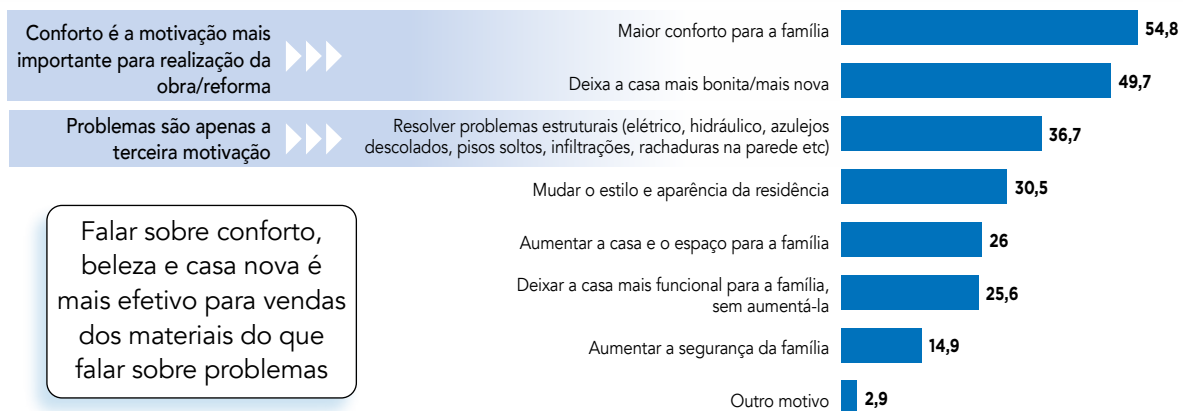 Conforto é a motivação mais
importante para realização da
obra/reforma
Maior conforto para a família
54,8
Deixa a casa mais bonita/mais nova
49,7
Problemas são apenas a
terceira motivação
Resolver problemas estruturais (elétrico, hidráulico, azulejos
descolados, pisos soltos, infiltrações, rachaduras na parede etc)
36,7
Mudar o estilo e aparência da residência
30,5
Aumentar a casa e o espaço para a família
26
Deixar a casa mais funcional para a família,
sem aumentá-la
25,6
Aumentar a segurança da família
14,9
Outro motivo
2,9
Falar sobre conforto,
beleza e casa nova é
mais efetivo para vendas
dos materiais do que
falar sobre problemas